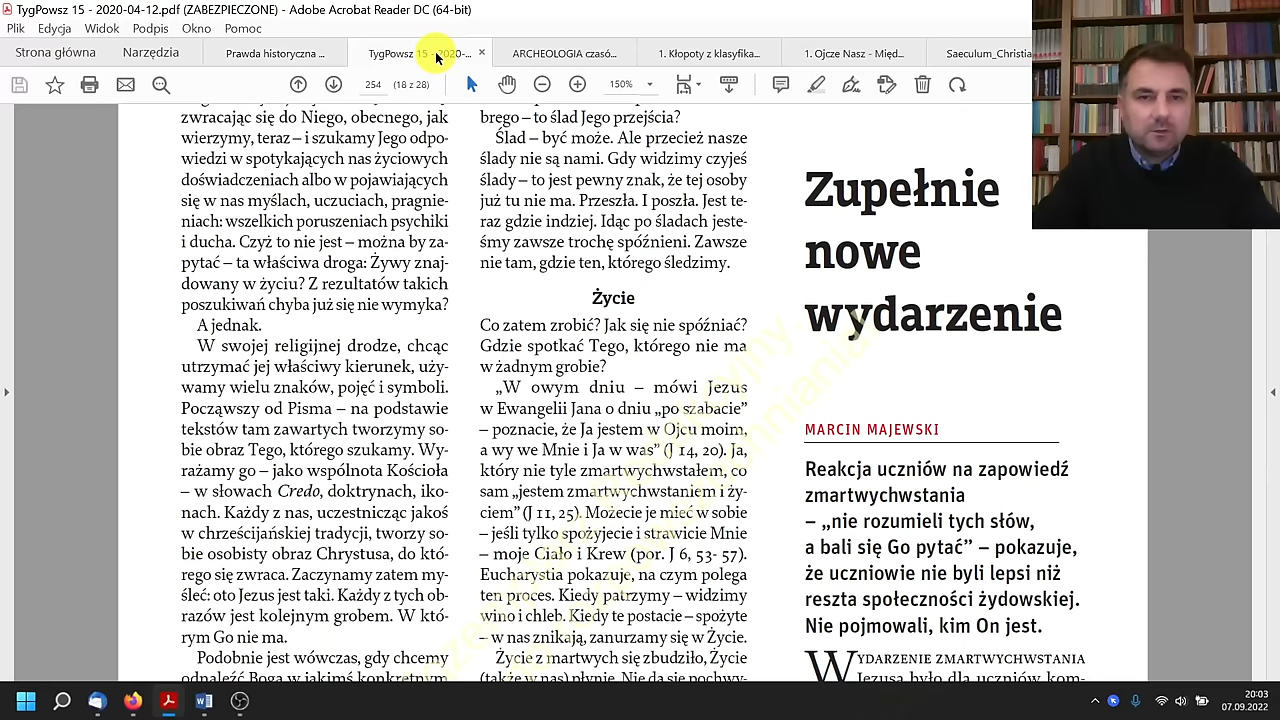 TygPowsz 15 - 2020-04-12.pdf (ZABEZPIECZONE) - Adobe Acrobat Reader DC (64-bit)
Plik Edycja Widok Podpis Okno Pomoc
Strona główna Narzędzia Prawda historyczna ... TygPowsz 15 - 2020-... × ARCHEOLOGIA czasó... 1. Kłopoty z klasyfika... 1. Ojcze Nasz - Międ... Saeculum_Christia
254 (18 z 28) 150%
zwracając się do Niego, obecnego, jak
wierzymy, teraz – i szukamy Jego odpo-
wiedzi w spotykających nas życiowych
doświadczeniach albo w pojawiających
się w nas myślach, uczuciach, pragnie-
niach: wszelkich poruszeniach psychiki
i ducha. Czyż to nie jest – można by za-
pytać – ta właściwa droga: Żywy znaj-
dowany w życiu? Z rezultatów takich
poszukiwań chyba już się nie wymyka?
A jednak.
W swojej religijnej drodze, chcąc
utrzymać jej właściwy kierunek, uży-
wamy wielu znaków, pojęć i symboli.
Począwszy od Pisma – na podstawie
tekstów tam zawartych tworzymy so-
bie obraz Tego, którego szukamy. Wy-
rażamy go – jako wspólnota Kościoła
– w słowach Credo, doktrynach, iko-
nach. Każdy z nas, uczestnicząc jakoś
w chrześcijańskiej tradycji, tworzy so-
bie osobisty obraz Chrystusa, do któ-
rego się zwraca. Zaczynamy zatem my-
śleć: oto Jezus jest taki. Każdy z tych ob-
razów jest kolejnym grobem. W któ-
rym Go nie ma.
Podobnie jest wówczas, gdy chcemy
odnaleźć Boga w jakimś konkretnym
brego – to ślad Jego przejścia?
Ślad – być może. Ale przecież nasze
ślady nie są nami. Gdy widzimy czyjeś
ślady – to jest pewny znak, że tej osoby
już tu nie ma. Przeszła. I poszła. Jest te-
raz gdzie indziej. Idąc po śladach jeste-
śmy zawsze trochę spóźnieni. Zawsze
nie tam, gdzie ten, którego śledzimy.
Życie
Co zatem zrobić? Jak się nie spóźniać?
Gdzie spotkać Tego, którego nie ma
w żadnym grobie?
„W owym dniu – mówi Jezus
w Ewangelii Jana o dniu „po szabacie”
– poznacie, że Ja jestem w Ojcu moim,
a wy we Mnie i Ja w was” (J 14, 20). Ja,
który nie tyle zmartwychwstałem, co
sam „jestem zmartwychwstaniem i ży-
ciem” (J 11, 25). Możecie je mieć w sobie
– jeśli tylko spożyjecie i strawicie Mnie
– moje Ciało i Krew (por. J 6, 53- 57).
Eucharystia pokazuje, na czym polega
ten proces. Kiedy patrzymy – widzimy
wino i chleb. Kiedy te postacie – spożyte
– w nas znikają, zanurzamy się w Życie.
Życie z martwych się zbudziło, Życie
(także w nas) płynie. Nie da się pochwy-
Zupełnie
nowe
wydarzenie
MARCIN MAJEWSKI
Reakcja uczniów na zapowiedź
zmartwychwstania
– „nie rozumieli tych słów,
a bali się Go pytać” – pokazuje,
że uczniowie nie byli lepsi niż
reszta społeczności żydowskiej.
Nie pojmowali, kim On jest.
WYDARZENIE ZMARTWYCHWSTANIA
Jezusa było dla uczniów kom-
20:03
07.09.2022